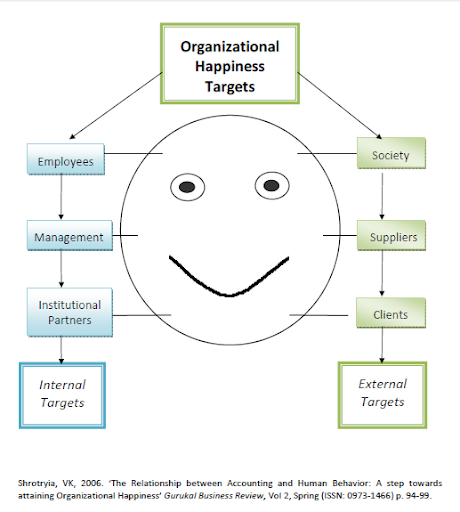 Organizational
Happiness
Targets
Employees
Society
Management
Suppliers
Institutional
Partners
Clients
Internal
Targets
External
Targets
Shrotryia, VK, 2006. ‘The Relationship between Accounting and Human Behavior: A step towards
attaining Organizational Happiness’ Gurukal Business Review, Vol 2, Spring (ISSN: 0973-1466) p. 94-99.